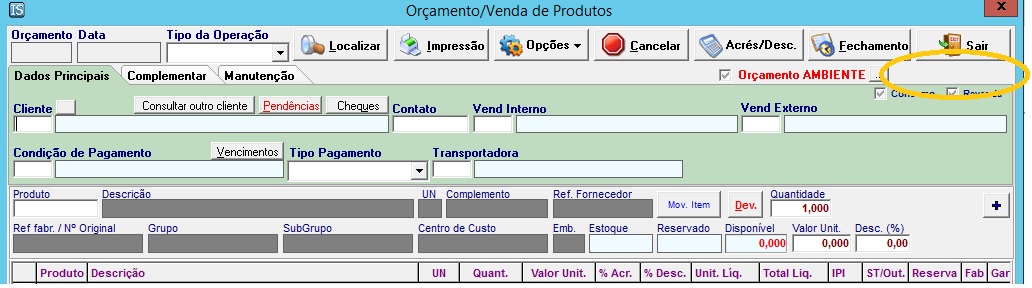 IS Orçamento/Venda de Produtos x
Orçamento Data Tipo da Operação Localizar Impressão Opções Cancelar Acrés/Desc. Fechamento Sair
Dados Principais Complementar Manutenção Orçamento AMBIENTE ...
Consumo Revenda
Cliente Consultar outro cliente Pendências Cheques Contato Vend Interno Vend Externo
Condição de Pagamento Vencimentos Tipo Pagamento Transportadora
Produto Descrição UN Complemento Ref. Fornecedor Mov. Item Dev. Quantidade
1,000 +
Ref fabr. / Nº Original Grupo SubGrupo Centro de Custo Emb. Estoque Reservado Disponível Valor Unit. Desc. (%)
0,000 0,000 0,00
Produto Descrição UN Quant. Valor Unit. % Acr. % Desc. Unit. Líq. Total Liq. IPI ST/Out. Reserva Fab Gar